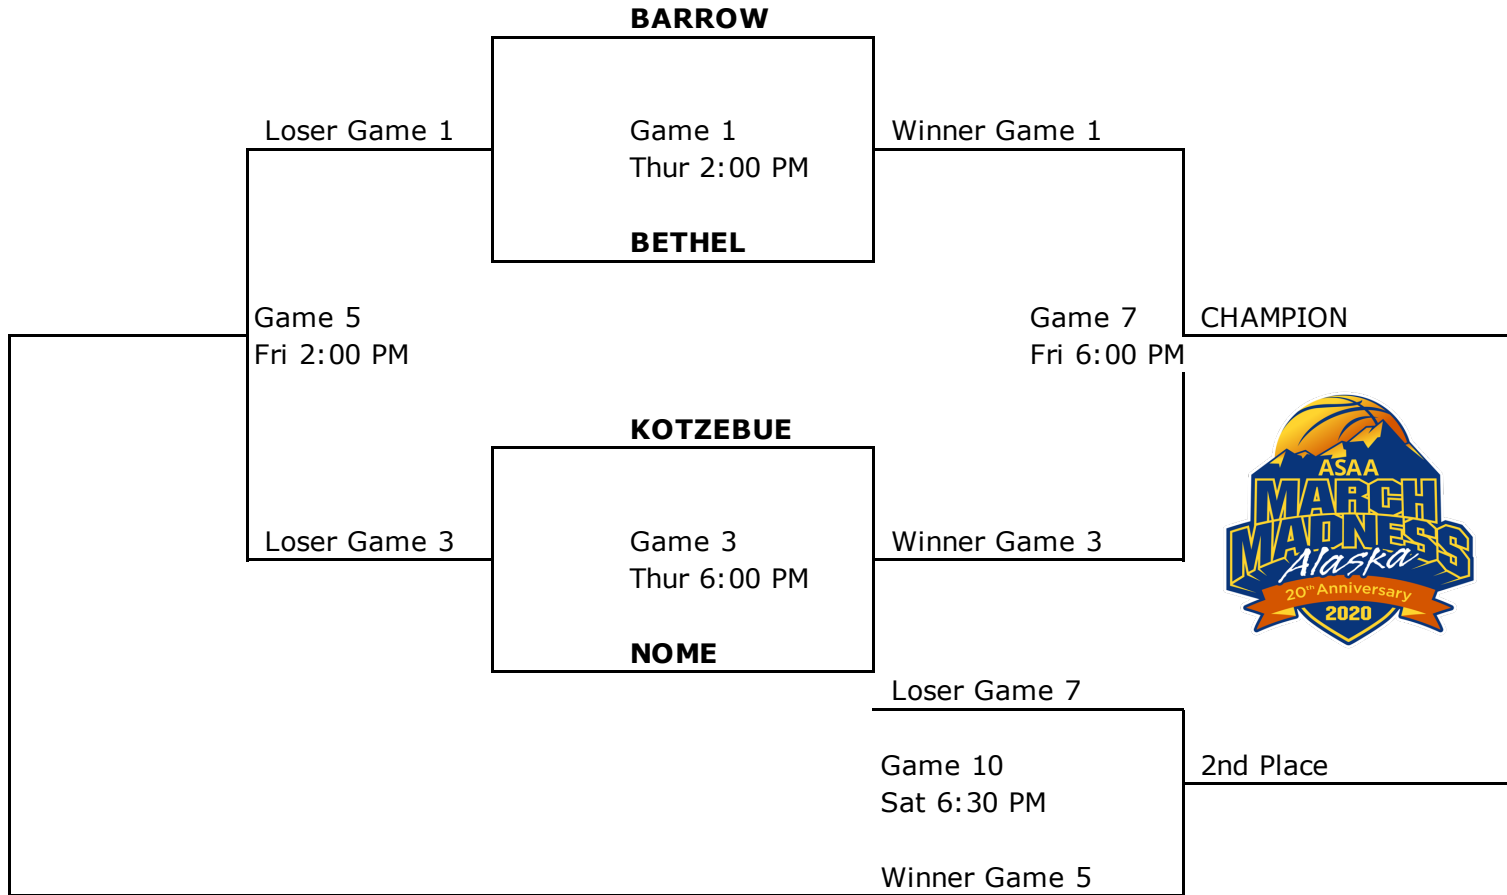 BARROW
Loser Game 1
Game 1
Winner Game 1
Thur 2:00 PM
BETHEL
Game 5
Game 7
CHAMPION
Fri 2:00 PM
Fri 6:00 PM
KOTZEBUE
ASAA
MARCH
MADNESS
Alaska
20th Anniversary
2020
Loser Game 3
Game 3
Winner Game 3
Thur 6:00 PM
NOME
Loser Game 7
Game 10
2nd Place
Sat 6:30 PM
Winner Game 5